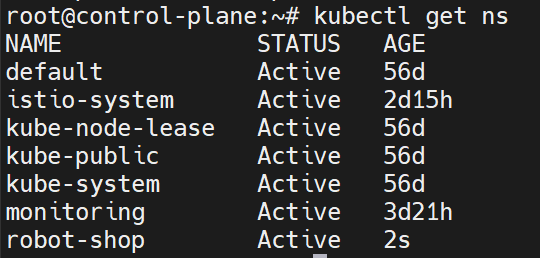 root@control-plane:~# kubectl get ns
NAME              STATUS   AGE
default           Active   56d
istio-system      Active   2d15h
kube-node-lease   Active   56d
kube-public       Active   56d
kube-system       Active   56d
monitoring        Active   3d21h
robot-shop        Active   2s